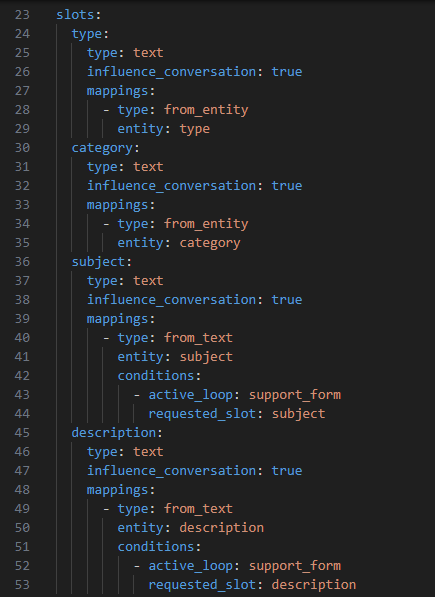 23 slots:
24 type:
25 type: text
26 influence_conversation: true
27 mappings:
28 - type: from_entity
29 entity: type
30 category:
31 type: text
32 influence_conversation: true
33 mappings:
34 - type: from_entity
35 entity: category
36 subject:
37 type: text
38 influence_conversation: true
39 mappings:
40 - type: from_text
41 entity: subject
42 conditions:
43 - active_loop: support_form
44 requested_slot: subject
45 description:
46 type: text
47 influence_conversation: true
48 mappings:
49 - type: from_text
50 entity: description
51 conditions:
52 - active_loop: support_form
53 requested_slot: description